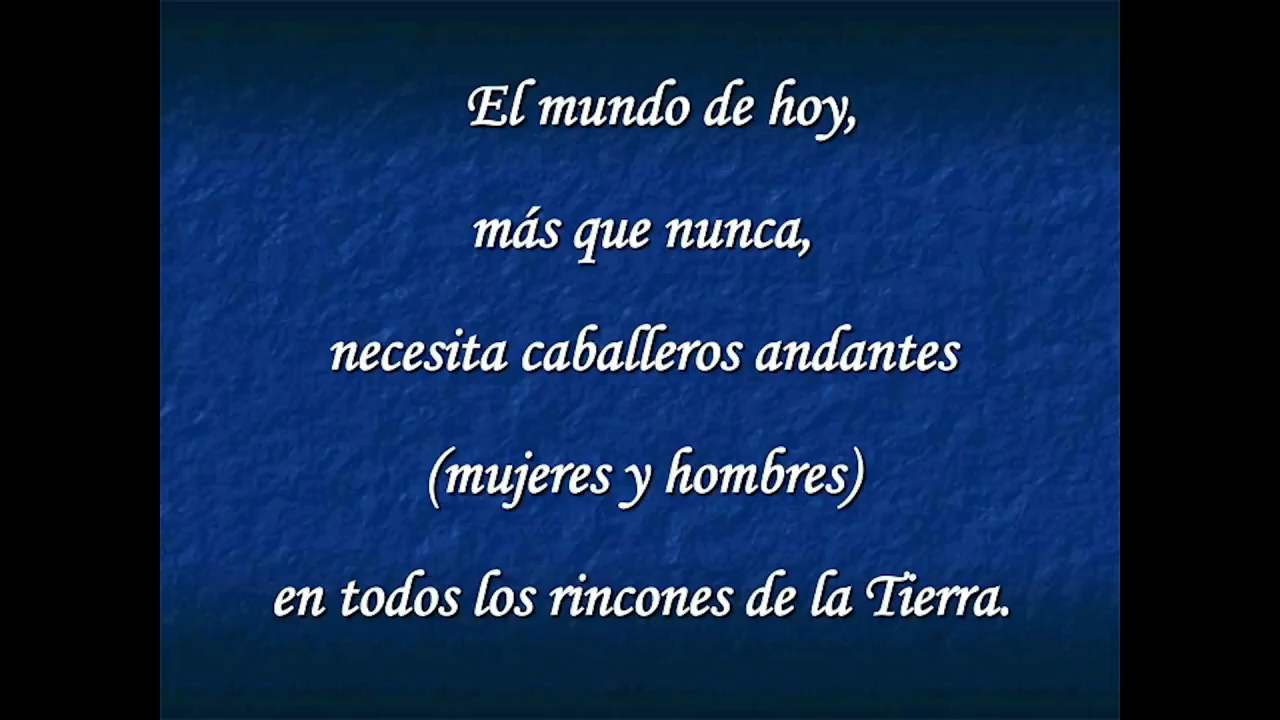 El mundo de hoy,
más que nunca,
necesita caballeros andantes
(mujeres y hombres)
en todos los rincones de la Tierra.